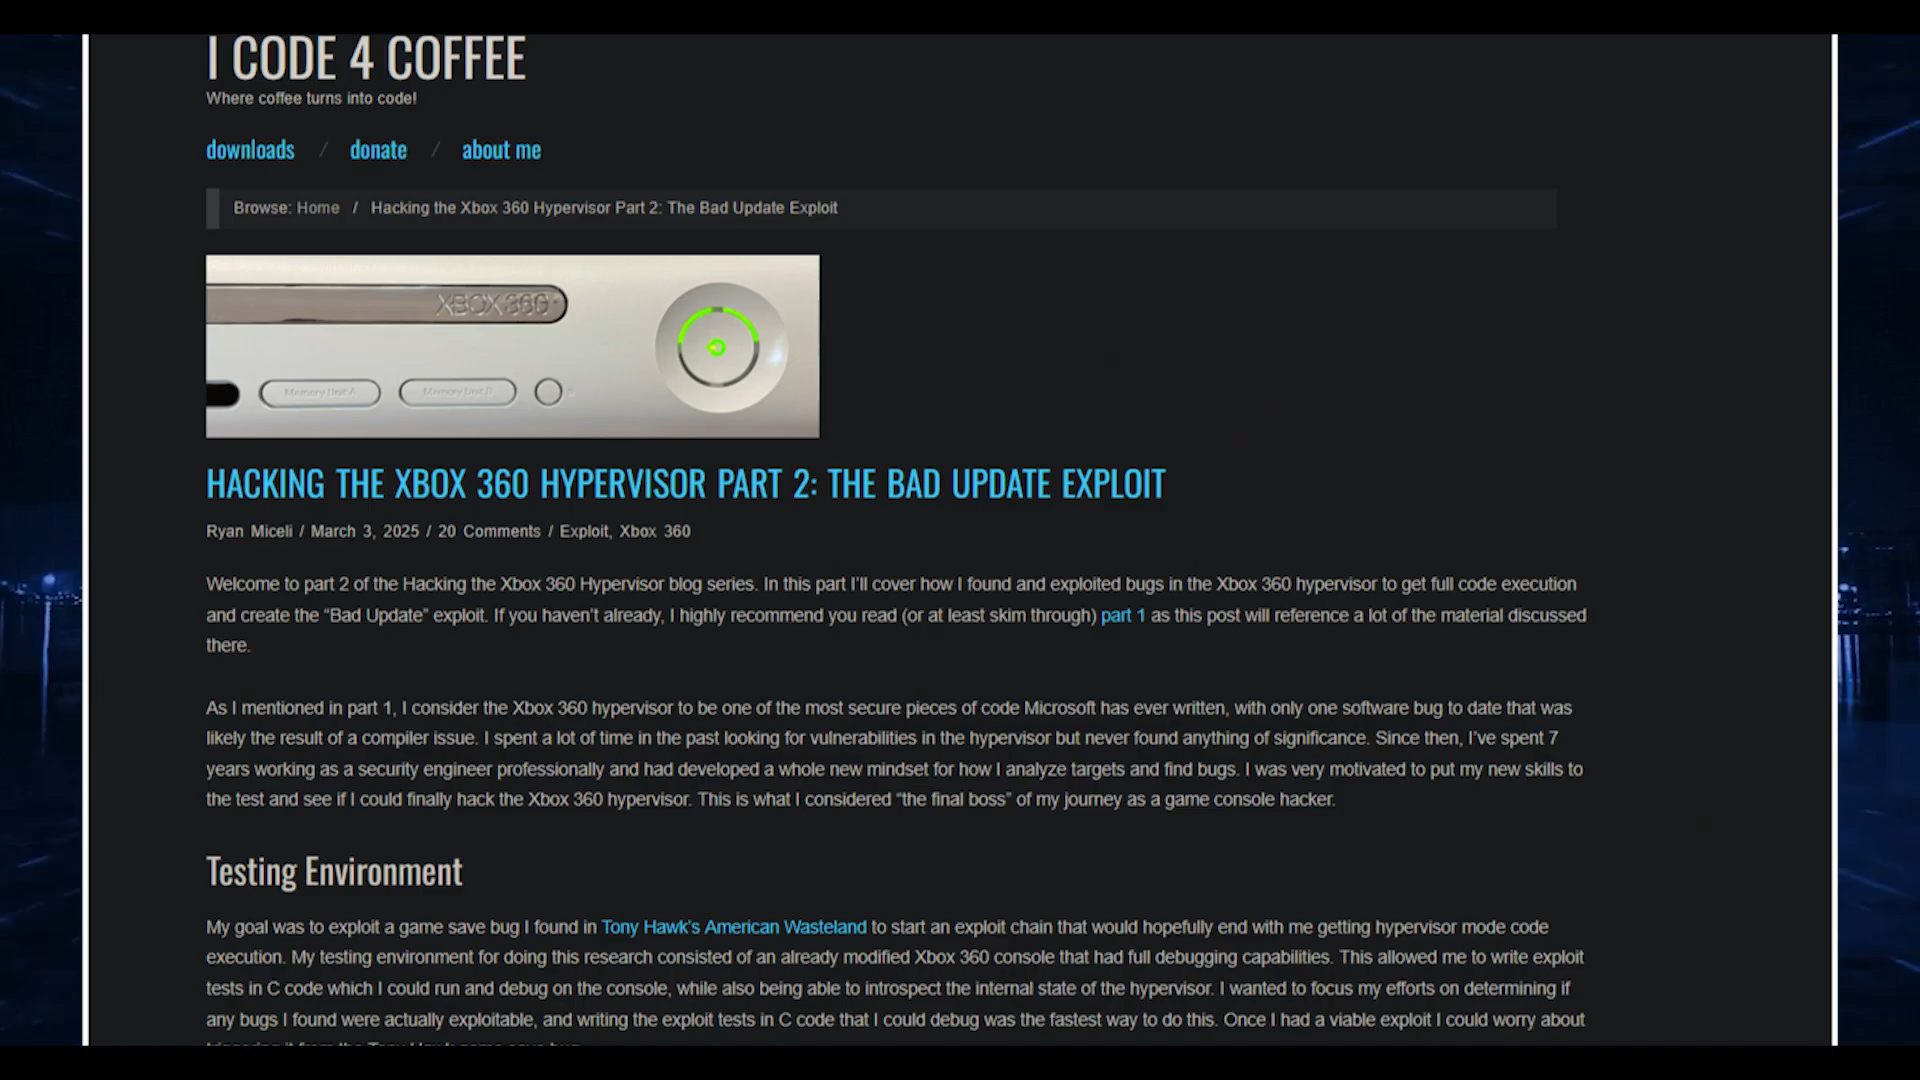 I CODE 4 COFFEE
Where coffee turns into code!
downloads / donate / about me
Browse: Home / Hacking the Xbox 360 Hypervisor Part 2: The Bad Update Exploit
XBOX 360
Memory Unit A
Memory Unit B
HACKING THE XBOX 360 HYPERVISOR PART 2: THE BAD UPDATE EXPLOIT
Ryan Miceli / March 3, 2025 / 20 Comments / Exploit, Xbox 360
Welcome to part 2 of the Hacking the Xbox 360 Hypervisor blog series. In this part I’ll cover how I found and exploited bugs in the Xbox 360 hypervisor to get full code execution
and create the “Bad Update” exploit. If you haven’t already, I highly recommend you read (or at least skim through) part 1 as this post will reference a lot of the material discussed
there.
As I mentioned in part 1, I consider the Xbox 360 hypervisor to be one of the most secure pieces of code Microsoft has ever written, with only one software bug to date that was
likely the result of a compiler issue. I spent a lot of time in the past looking for vulnerabilities in the hypervisor but never found anything of significance. Since then, I’ve spent 7
years working as a security engineer professionally and had developed a whole new mindset for how I analyze targets and find bugs. I was very motivated to put my new skills to
the test and see if I could finally hack the Xbox 360 hypervisor. This is what I considered “the final boss” of my journey as a game console hacker.
Testing Environment
My goal was to exploit a game save bug I found in Tony Hawk’s American Wasteland to start an exploit chain that would hopefully end with me getting hypervisor mode code
execution. My testing environment for doing this research consisted of an already modified Xbox 360 console that had full debugging capabilities. This allowed me to write exploit
tests in C code which I could run and debug on the console, while also being able to introspect the internal state of the hypervisor. I wanted to focus my efforts on determining if
any bugs I found were actually exploitable, and writing the exploit tests in C code that I could debug was the fastest way to do this. Once I had a viable exploit I could worry about